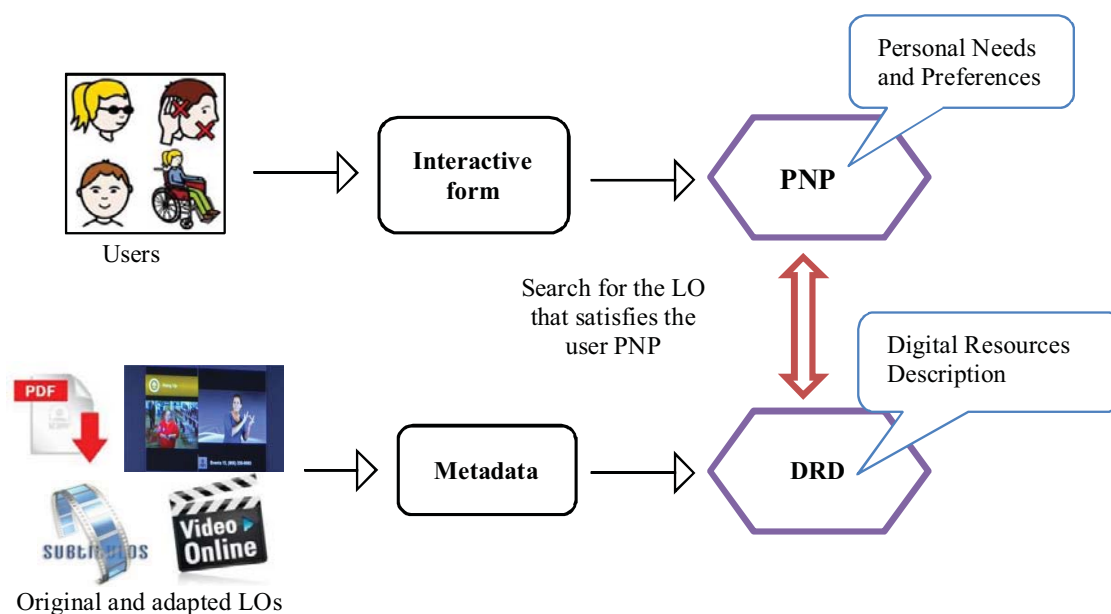 Personal Needs
and Preferences
Interactive
form
PNP
Users
Search for the LO
that satisfies the
user PNP
Digital Resources
Description
PDF
Metadata
DRD
SUBTITULOS
Video
Online
Original and adapted LOs